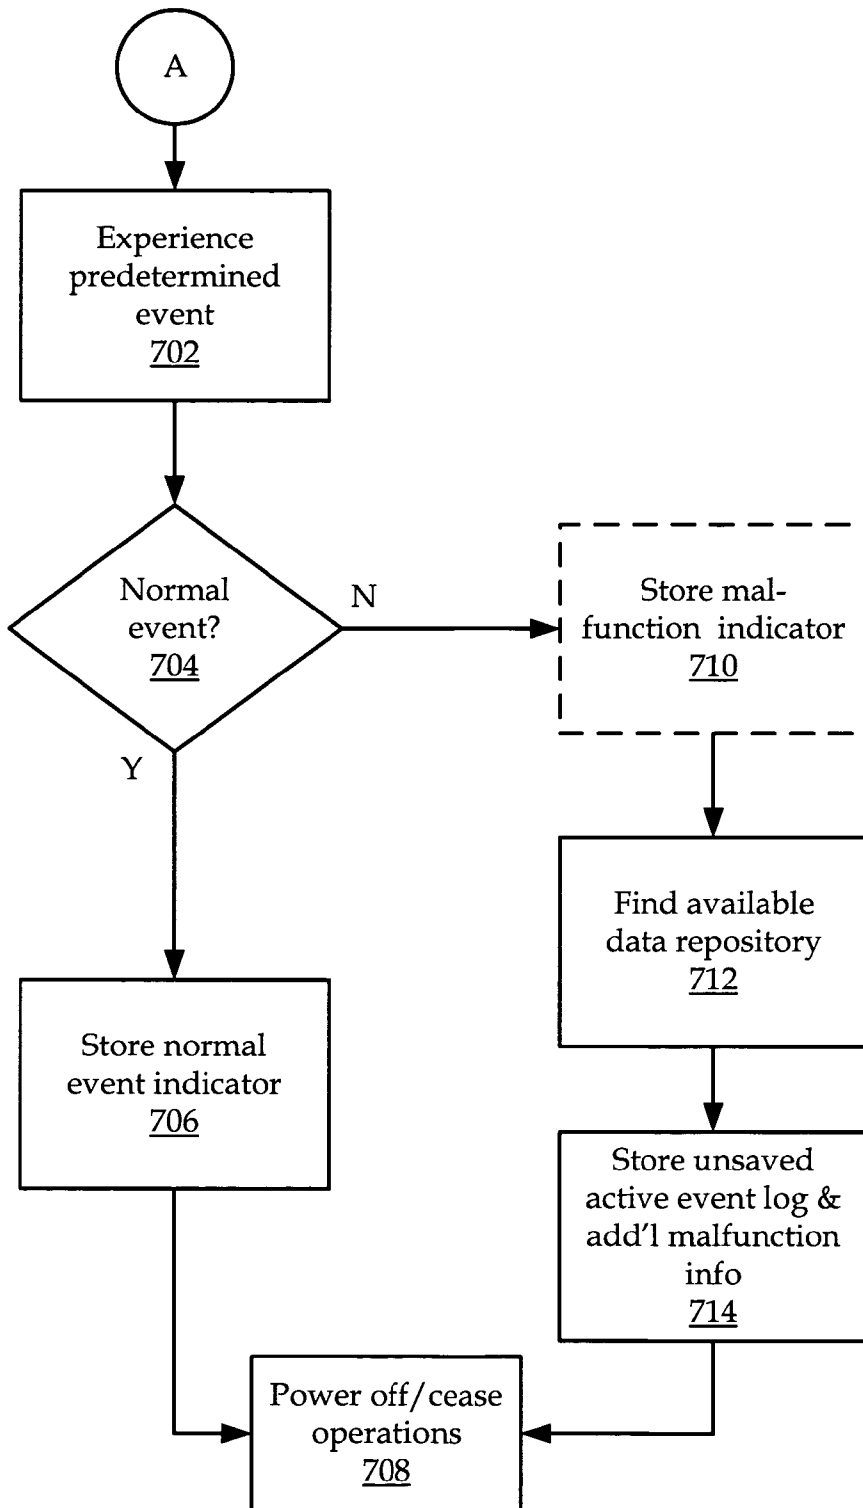 A
Experience
predetermined
event
702
Normal
event?
704
N
Y
Store mal-
function indicator
710
Find available
data repository
712
Store normal
event indicator
706
Store unsaved
active event log &
add'l malfunction
info
714
Power off/cease
operations
708